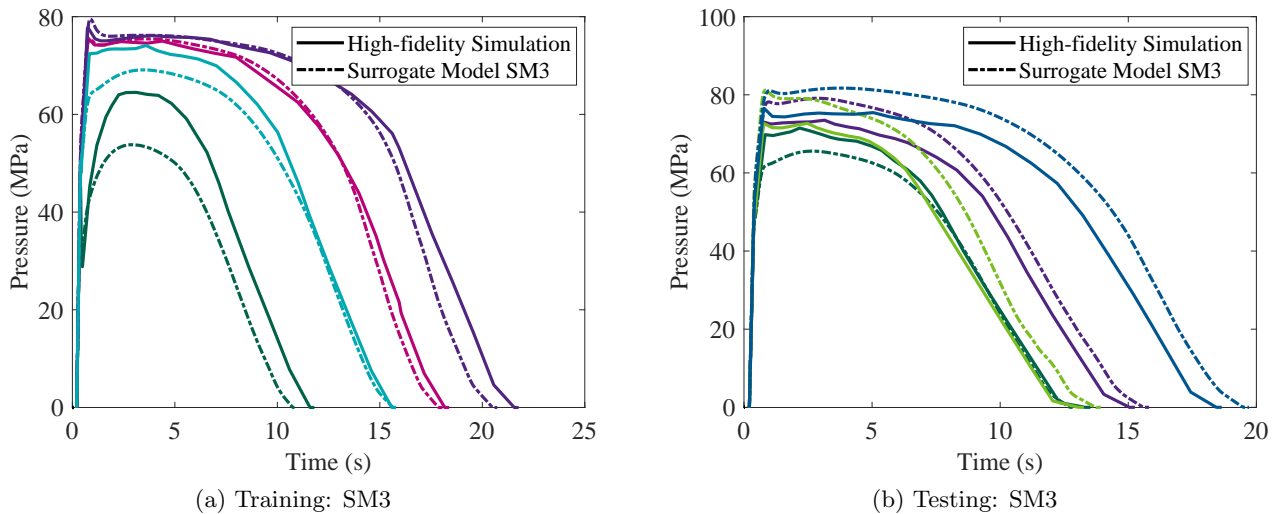 80
60
40
20
0
0
5
10
15
20
25
Pressure (MPa)
Time (s)
High-fidelity Simulation
Surrogate Model SM3
(a) Training: SM3
100
80
60
40
20
0
0
5
10
15
20
Pressure (MPa)
Time (s)
High-fidelity Simulation
Surrogate Model SM3
(b) Testing: SM3